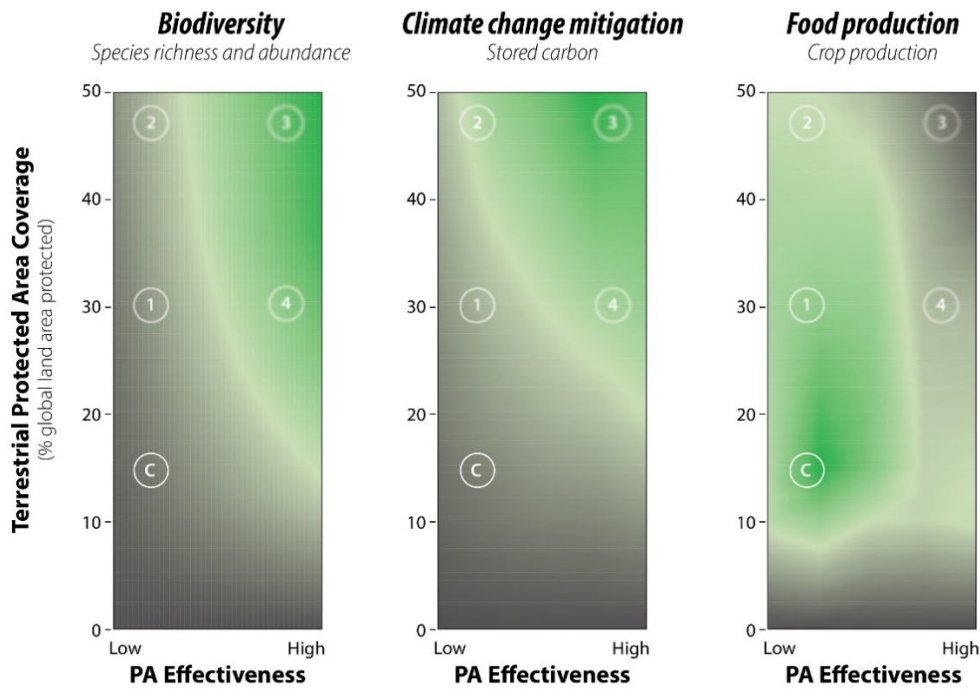 Biodiversity
Species richness and abundance
Climate change mitigation
Stored carbon
Food production
Crop production
Terrestrial Protected Area Coverage
(% global land area protected)
50
40
30
20
10
0
2
3
1
4
C
Low
High
PA Effectiveness
50
40
30
20
10
0
2
3
1
4
C
Low
High
PA Effectiveness
50
40
30
20
10
0
2
3
1
4
C
Low
High
PA Effectiveness